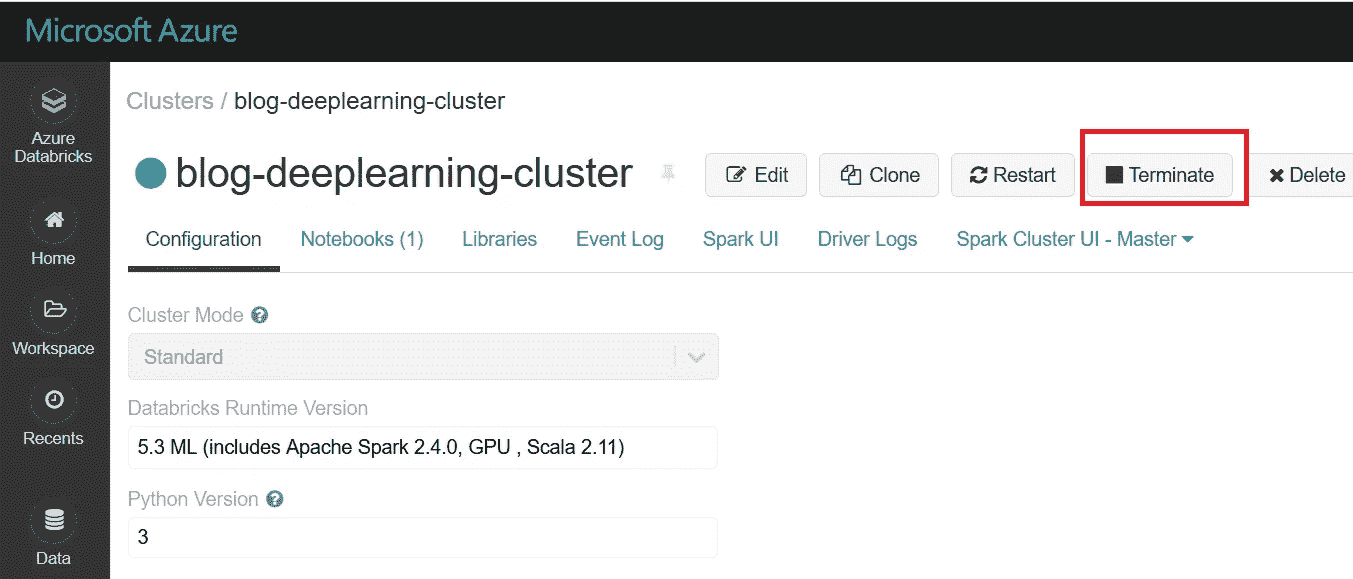 Microsoft Azure
Azure
Databricks
Home
Workspace
Recents
Data
Clusters / blog-deeplearning-cluster
blog-deeplearning-cluster
Edit
Clone
Restart
Terminate
Delete
Configuration
Notebooks (1)
Libraries
Event Log
Spark UI
Driver Logs
Spark Cluster UI - Master
Cluster Mode ?
Standard
Databricks Runtime Version
5.3 ML (includes Apache Spark 2.4.0, GPU , Scala 2.11)
Python Version ?
3